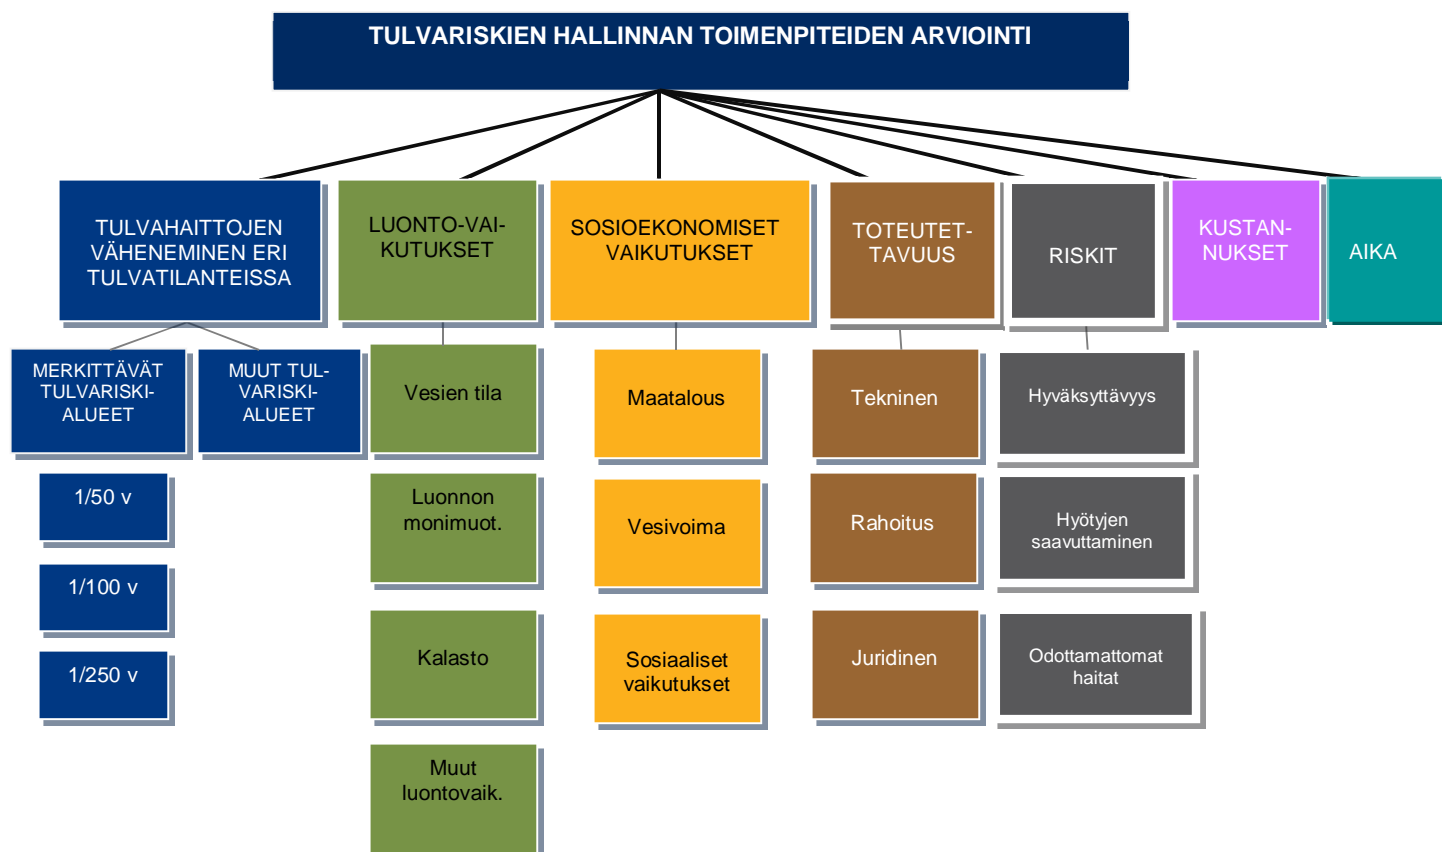 TULVARISKIEN HALLINNAN TOIMENPITEIDEN ARVIOINTI
TULVAHAITTOJEN
VÄHENEMINEN ERI
TULVATILANTEISSA
LUONTO-VAI-
KUTUKSET
SOSIOEKONOMISET
VAIKUTUKSET
TOTEUTET-
TAVUUS
RISKIT
KUSTAN-
NUKSET
AIKA
MERKITTÄVÄT
TULVARISKI-
ALUEET
MUUT TUL-
VARISKI-
ALUEET
1/50 v
1/100 v
1/250 v
Vesien tila
Luonnon
monimuot.
Kalasto
Muut
luontovaik.
Maatalous
Vesivoima
Sosiaaliset
vaikutukset
Tekninen
Rahoitus
Juridinen
Hyväksyttävyys
Hyötyjen
saavuttaminen
Odottamattomat
haitat